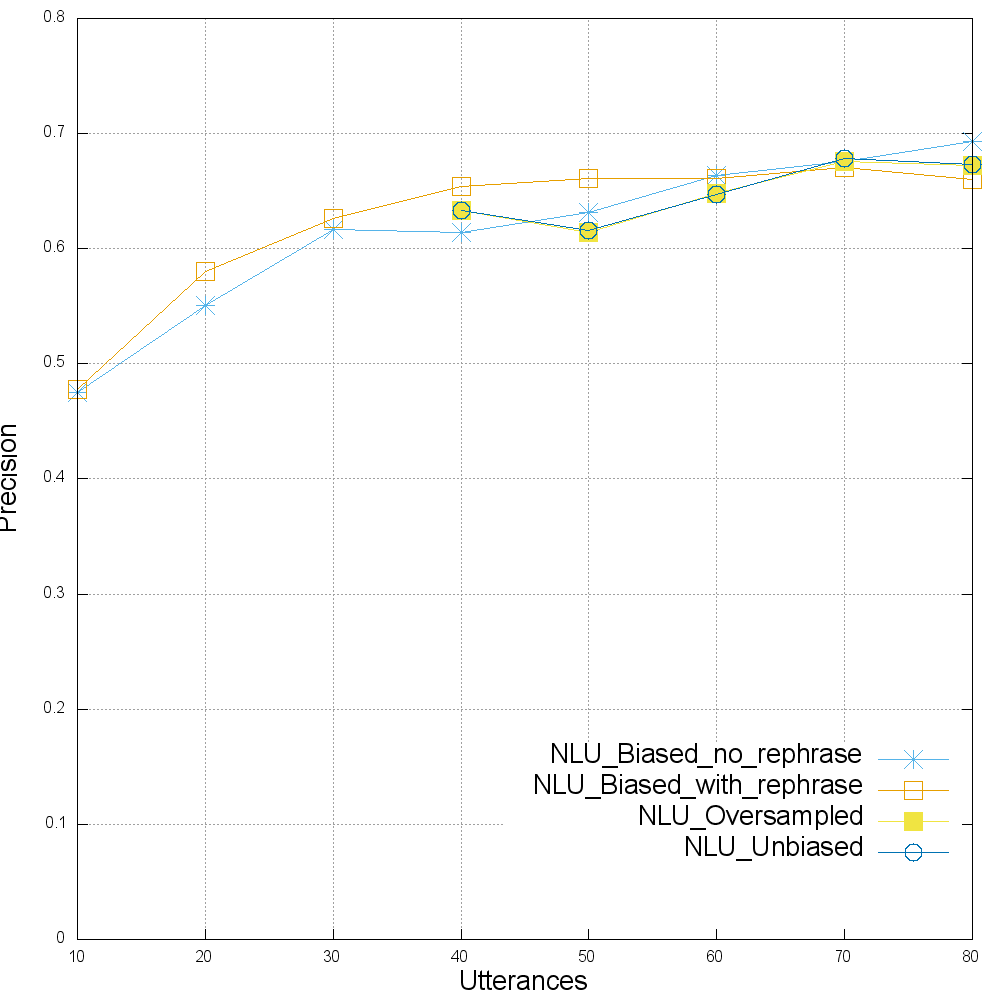 0.8
0.7
0.6
0.5
0.4
0.3
0.2
0.1
0
Precision
NLU_Biased_no_rephrase
NLU_Biased_with_rephrase
NLU_Oversampled
NLU_Unbiased
10 20 30 40 50 60 70 80
Utterances